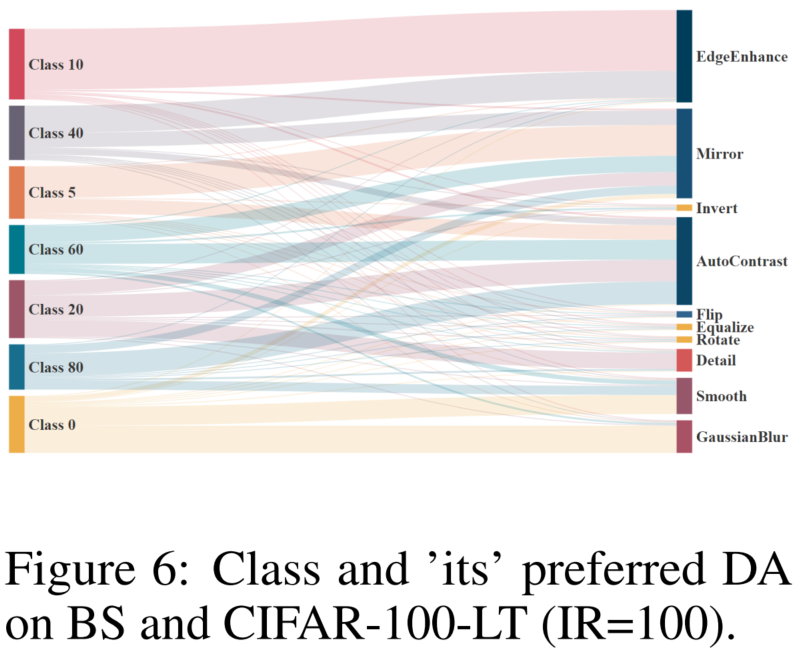 Class 10
Class 40
Class 5
Class 60
Class 20
Class 80
Class 0
EdgeEnhance
Mirror
Invert
AutoContrast
Flip
Equalize
Rotate
Detail
Smooth
GaussianBlur
Figure 6: Class and ’its’ preferred DA
on BS and CIFAR-100-LT (IR=100).